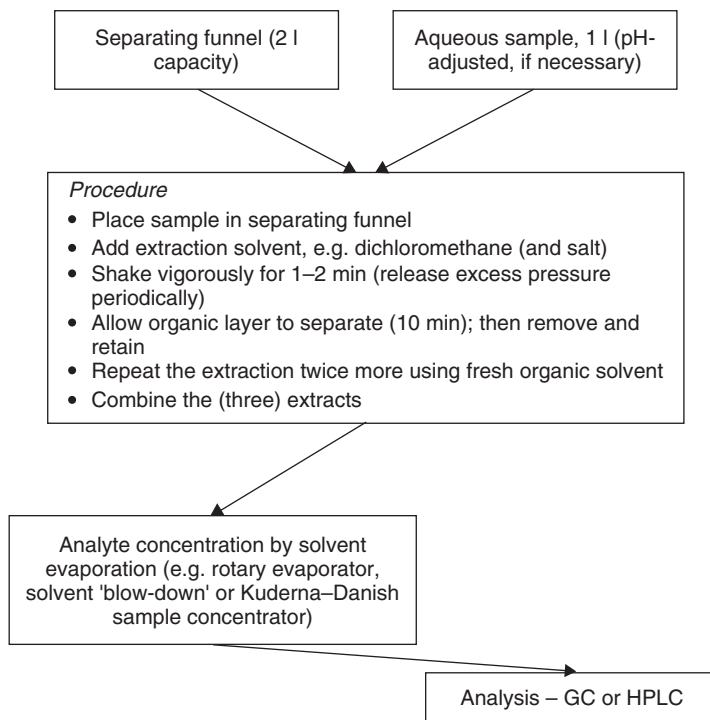 Separating funnel (2 l
capacity)
Aqueous sample, 1 l (pH-
adjusted, if necessary)
Procedure
• Place sample in separating funnel
• Add extraction solvent, e.g. dichloromethane (and salt)
• Shake vigorously for 1–2 min (release excess pressure
periodically)
• Allow organic layer to separate (10 min); then remove and
retain
• Repeat the extraction twice more using fresh organic solvent
• Combine the (three) extracts
Analyte concentration by solvent
evaporation (e.g. rotary evaporator,
solvent 'blow-down' or Kuderna–Danish
sample concentrator)
Analysis – GC or HPLC